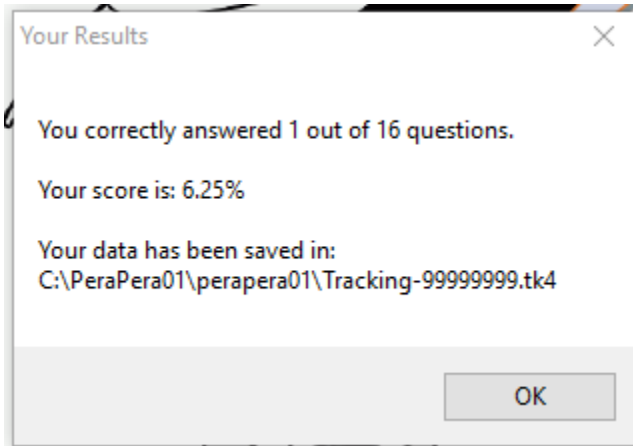 Your Results
You correctly answered 1 out of 16 questions.
Your score is: 6.25%
Your data has been saved in:
C:\PeraPera01\perapera01\Tracking-99999999.tk4
OK